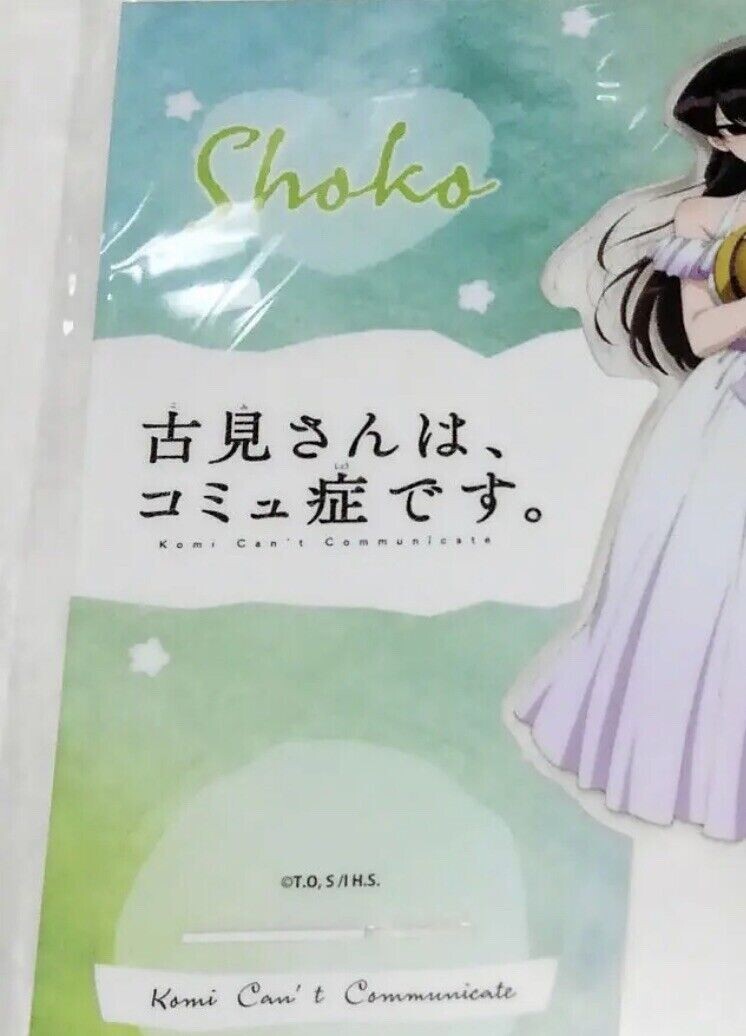 Shoko
古見さんは、
コミュ症です。
Komi Can't Communicate
©T.O, S /I H.S.
Komi Can't Communicate